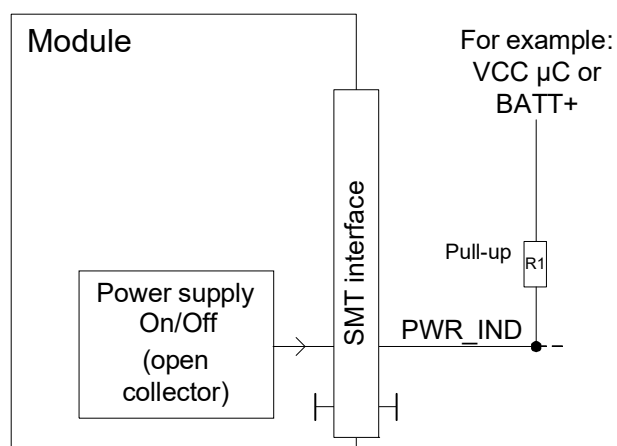 Module
For example:
VCC µC or
BATT+
SMT interface
Pull-up
R1
Power supply
On/Off
(open
collector)
PWR_IND